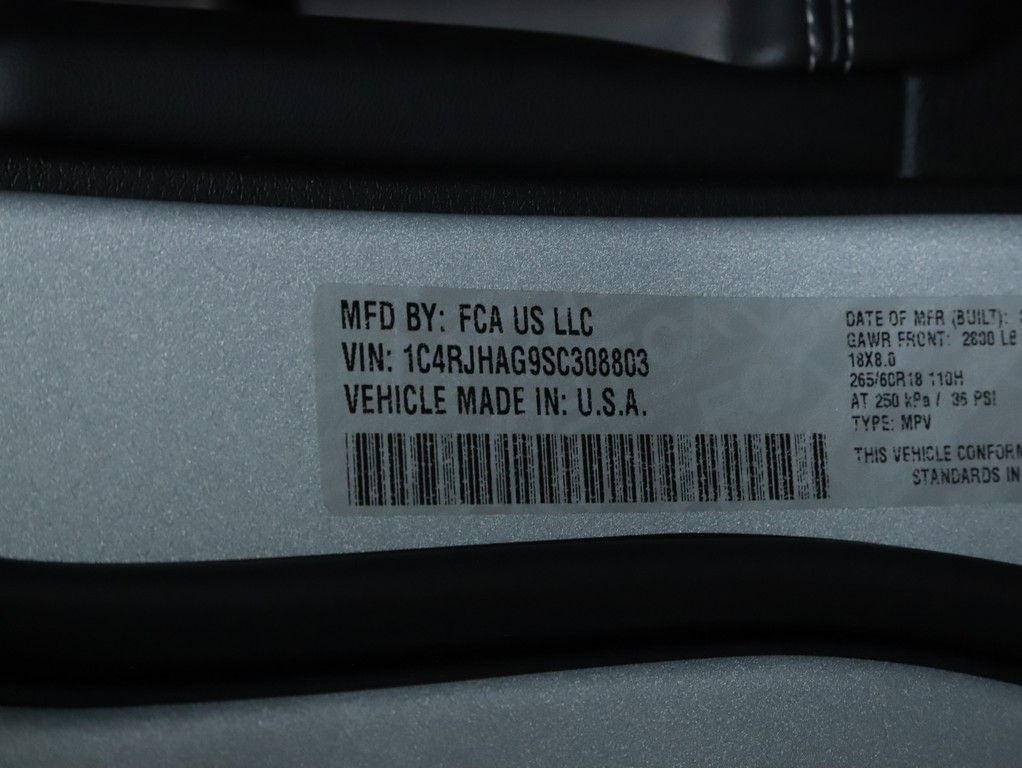 MFD BY: FCA US LLC
VIN: 1C4RJHAG9SC308803
VEHICLE MADE IN: U.S.A.
DATE OF MFR (BUILT):
GAWR FRONT: 2800 LB
18X8.0
265/60R18 110H
AT 250 kPa / 36 PSI
TYPE: MPV
THIS VEHICLE CONFORM
STANDARDS IN